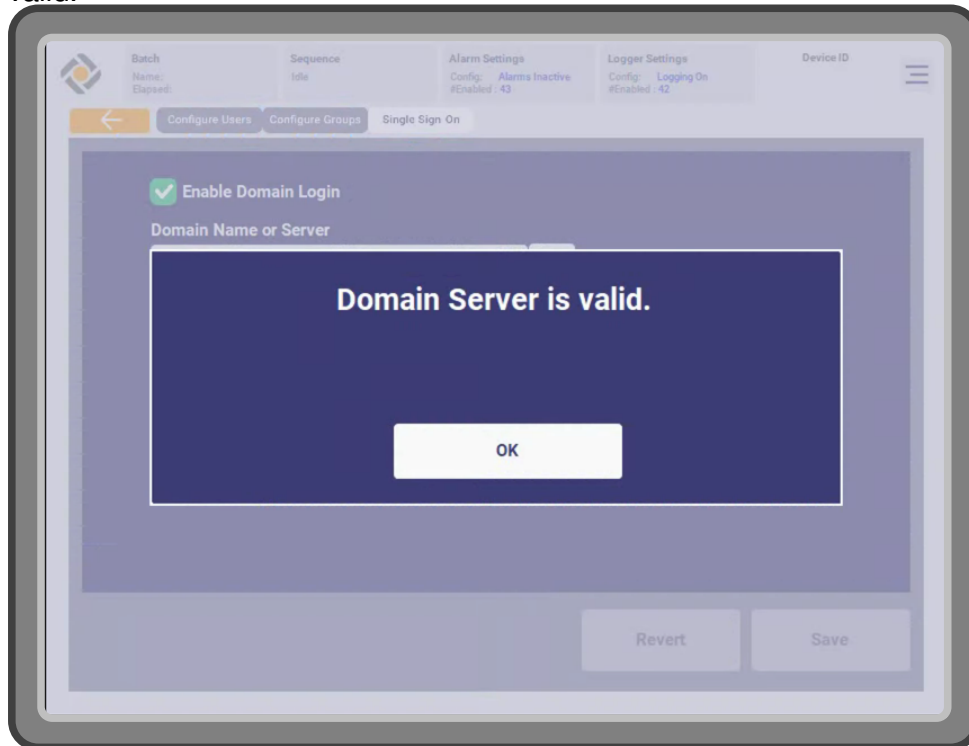 Batch
Name:
Elapsed:
Sequence
Idle
Alarm Settings
Config: Alarms Inactive
#Enabled : 43
Logger Settings
Config: Logging On
#Enabled : 42
Device ID
Configure Users
Configure Groups
Single Sign On
Enable Domain Login
Domain Name or Server
Domain Server is valid.
OK
Revert
Save